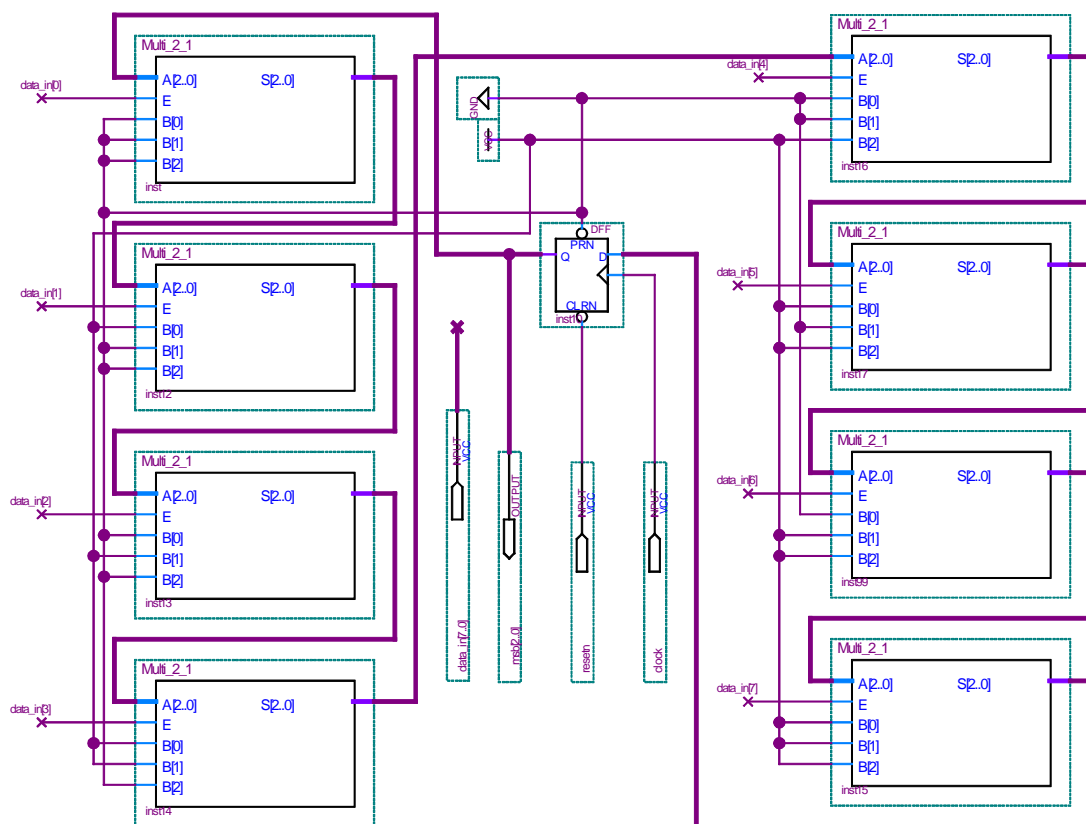 Multi_2_1
data_in[0]
A[2..0] S[2..0]
E
B[0]
B[1]
B[2]
inst
Multi_2_1
data_in[1]
A[2..0] S[2..0]
E
B[0]
B[1]
B[2]
inst12
Multi_2_1
data_in[2]
A[2..0] S[2..0]
E
B[0]
B[1]
B[2]
inst13
Multi_2_1
data_in[3]
A[2..0] S[2..0]
E
B[0]
B[1]
B[2]
inst14
GND
VCC
DFF
PRN
Q D
CLRN
INPUT
VCC
data_in[7..0]
OUTPUT
msb[2..0]
INPUT
VCC
resetn
INPUT
VCC
clock
Multi_2_1
data_in[4]
A[2..0] S[2..0]
E
B[0]
B[1]
B[2]
inst16
Multi_2_1
data_in[5]
A[2..0] S[2..0]
E
B[0]
B[1]
B[2]
inst17
Multi_2_1
data_in[6]
A[2..0] S[2..0]
E
B[0]
B[1]
B[2]
inst99
Multi_2_1
data_in[7]
A[2..0] S[2..0]
E
B[0]
B[1]
B[2]
inst15